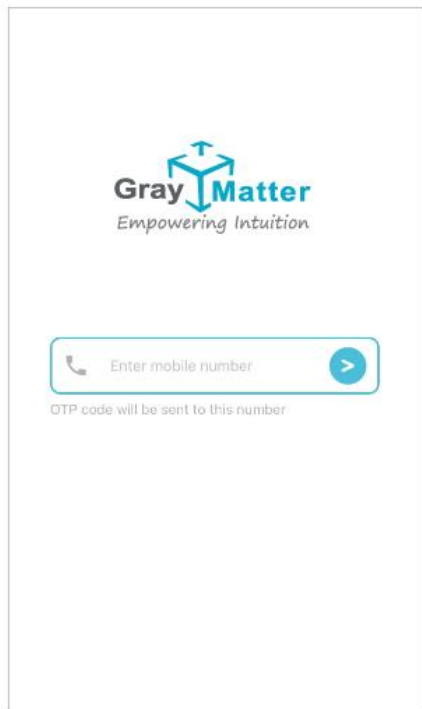 Gray Matter
Empowering Intuition
Enter mobile number
>
OTP code will be sent to this number